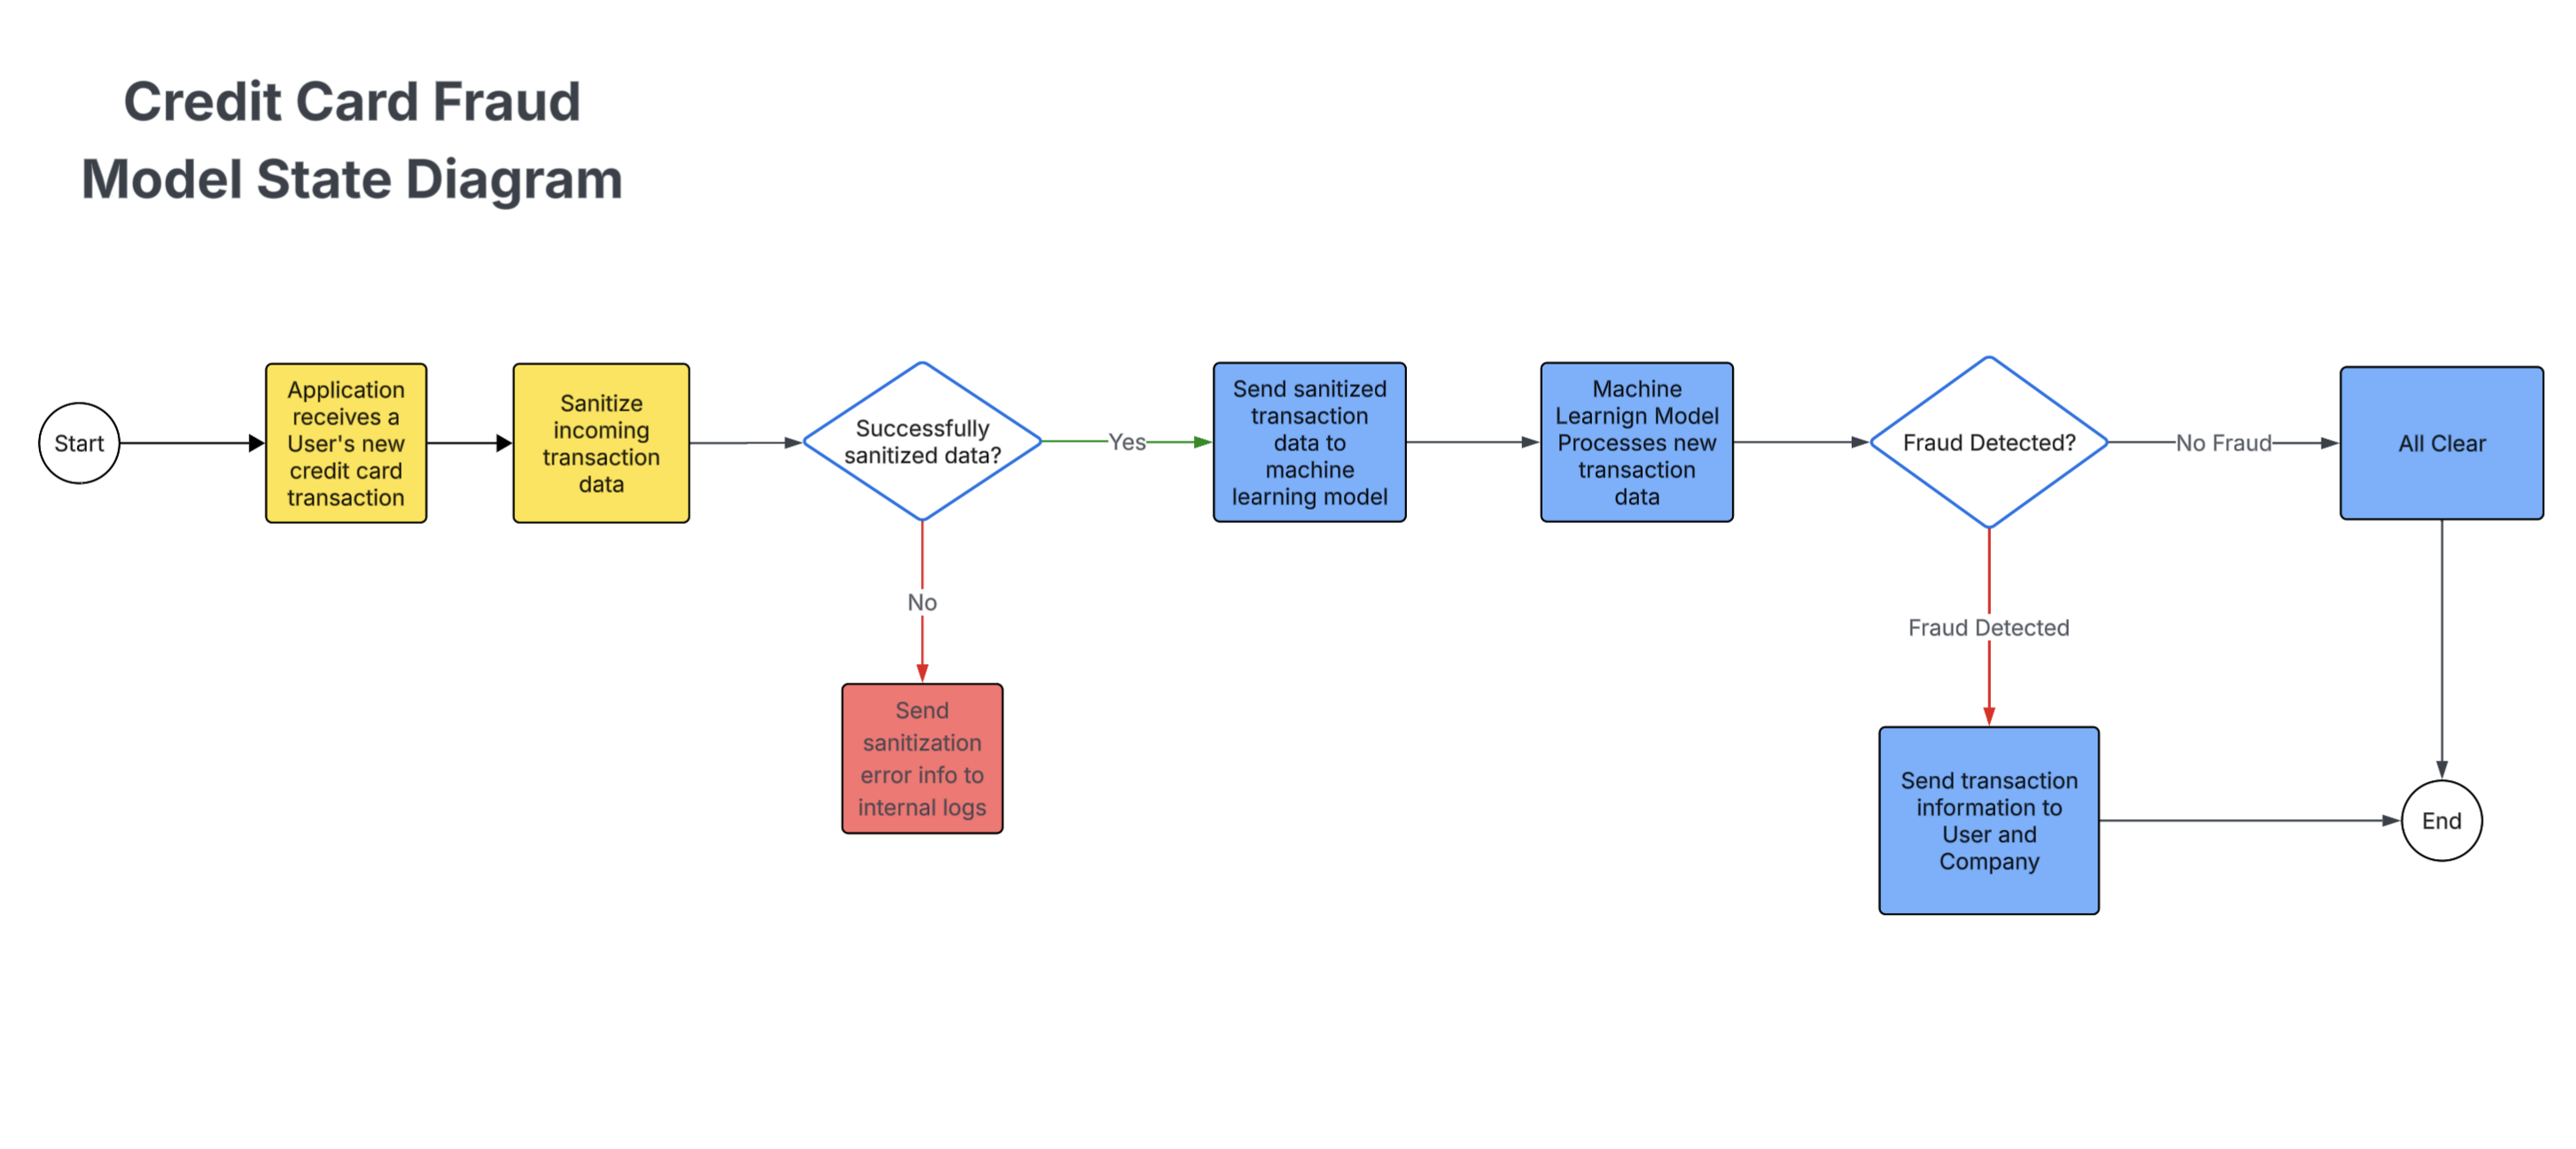 Credit Card Fraud
Model State Diagram
Start
Application
receives a
User's new
credit card
transaction
Sanitize
incoming
transaction
data
Successfully
sanitized data?
Yes
Send sanitized
transaction
data to
machine
learning model
Machine
Learnign Model
Processes new
transaction
data
Fraud Detected?
No Fraud
All Clear
No
Fraud Detected
Send
sanitization
error info to
internal logs
Send transaction
information to
User and
Company
End